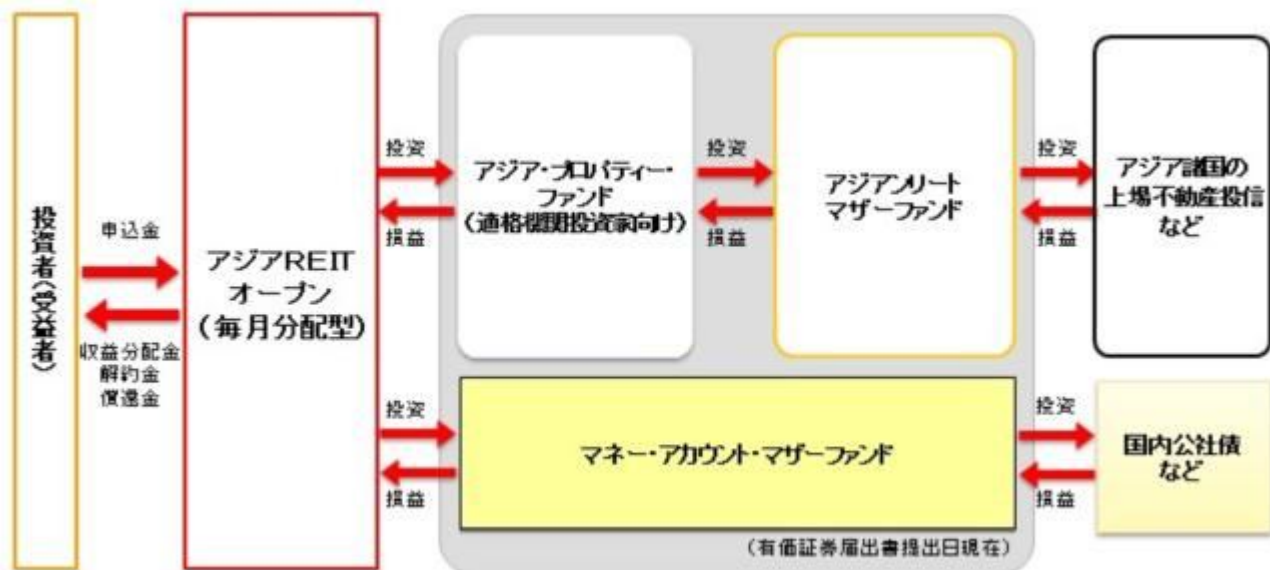 投資者(受益者)
申込金
収益分配金
解約金
償還金
アジアREIT
オープン
(毎月分配型)
投資
損益
アジア・プロパティー・
ファンド
(適格機関投資家向け)
投資
損益
アジアンリート
マザーファンド
投資
損益
アジア諸国の
上場不動産投信
など
投資
損益
マネー・アカウント・マザーファンド
投資
損益
国内公社債
など
(有価証券届出書提出日現在)